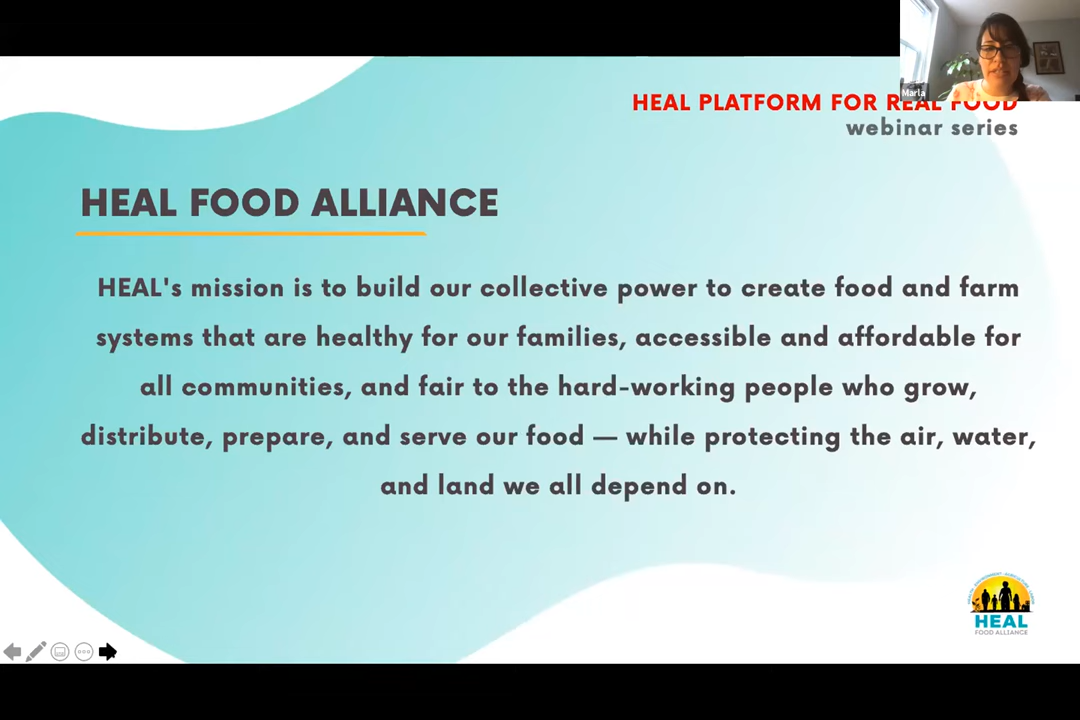 Marla
HEAL PLATFORM FOR REAL FOOD
webinar series
HEAL FOOD ALLIANCE
HEAL's mission is to build our collective power to create food and farm
systems that are healthy for our families, accessible and affordable for
all communities, and fair to the hard-working people who grow,
distribute, prepare, and serve our food — while protecting the air, water,
and land we all depend on.
HEAL
FOOD ALLIANCE